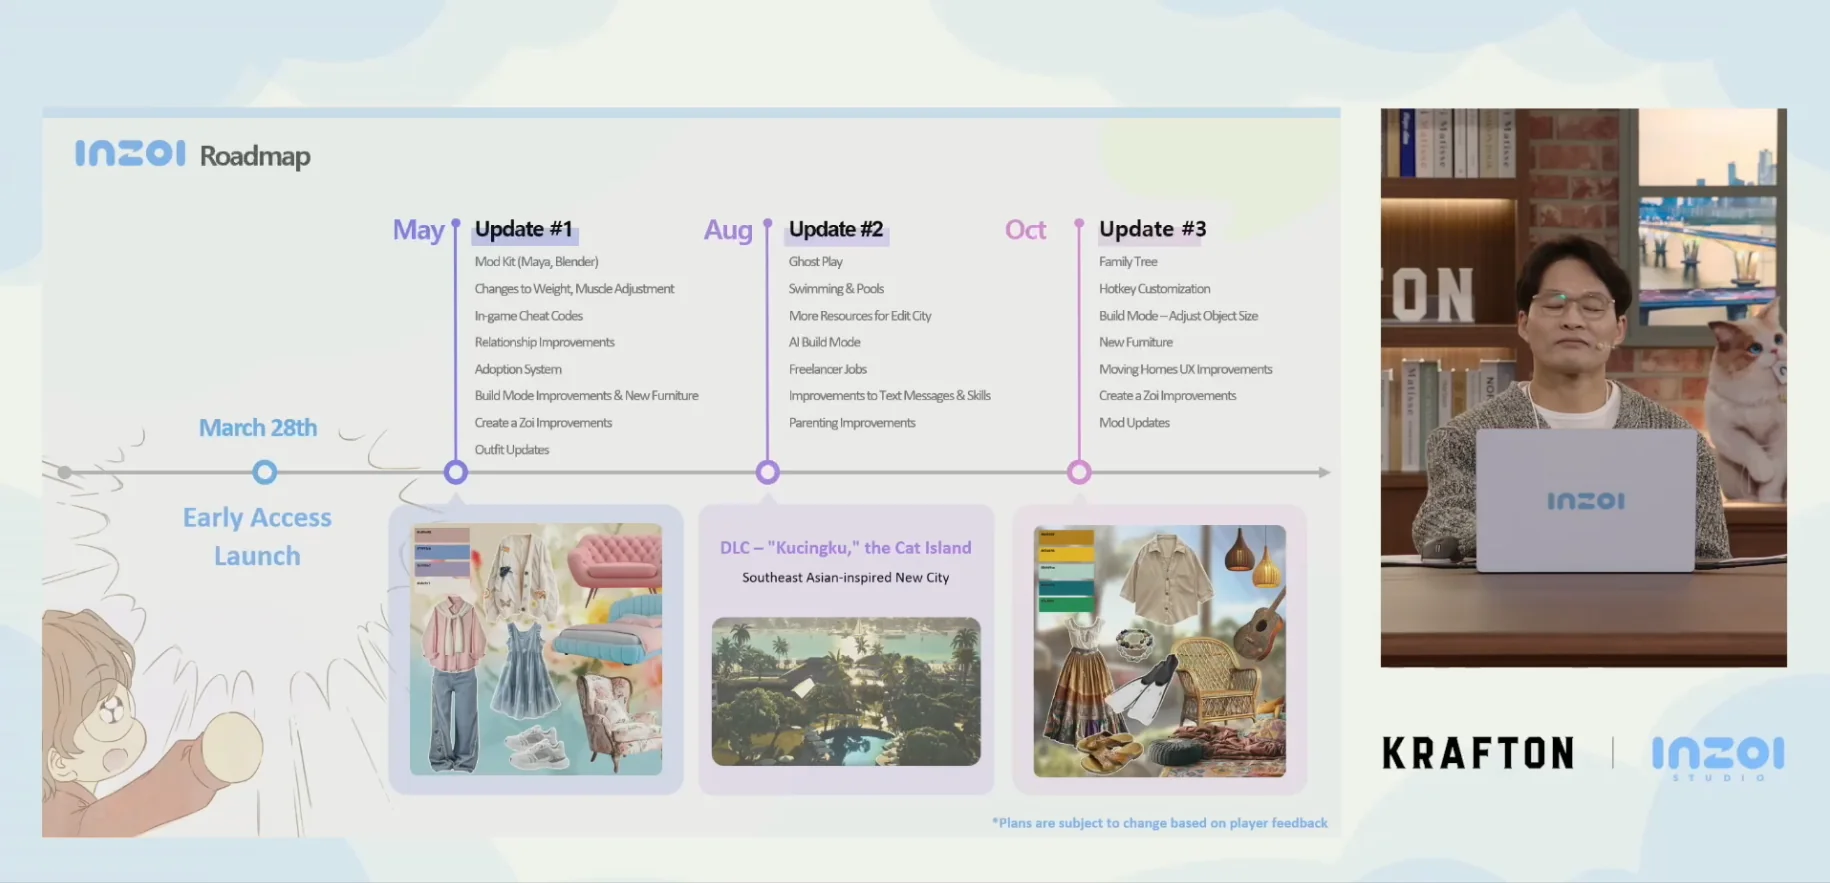 INZOI Roadmap
May
Update #1
Mod Kit (Maya, Blender)
Changes to Weight, Muscle Adjustment
In-game Cheat Codes
Relationship Improvements
Adoption System
Build Mode Improvements & New Furniture
Create a Zoi Improvements
Outfit Updates
Aug
Update #2
Ghost Play
Swimming & Pools
More Resources for Edit City
AI Build Mode
Freelancer Jobs
Improvements to Text Messages & Skills
Parenting Improvements
Oct
Update #3
Family Tree
Hotkey Customization
Build Mode – Adjust Object Size
New Furniture
Moving Homes UX Improvements
Create a Zoi Improvements
Mod Updates
March 28th
Early Access
Launch
DLC – "Kucingku," the Cat Island
Southeast Asian-inspired New City
*Plans are subject to change based on player feedback
Matisse
Matisse
ON
Matisse
INZOI
KRAFTON | INZOI
STUDIO